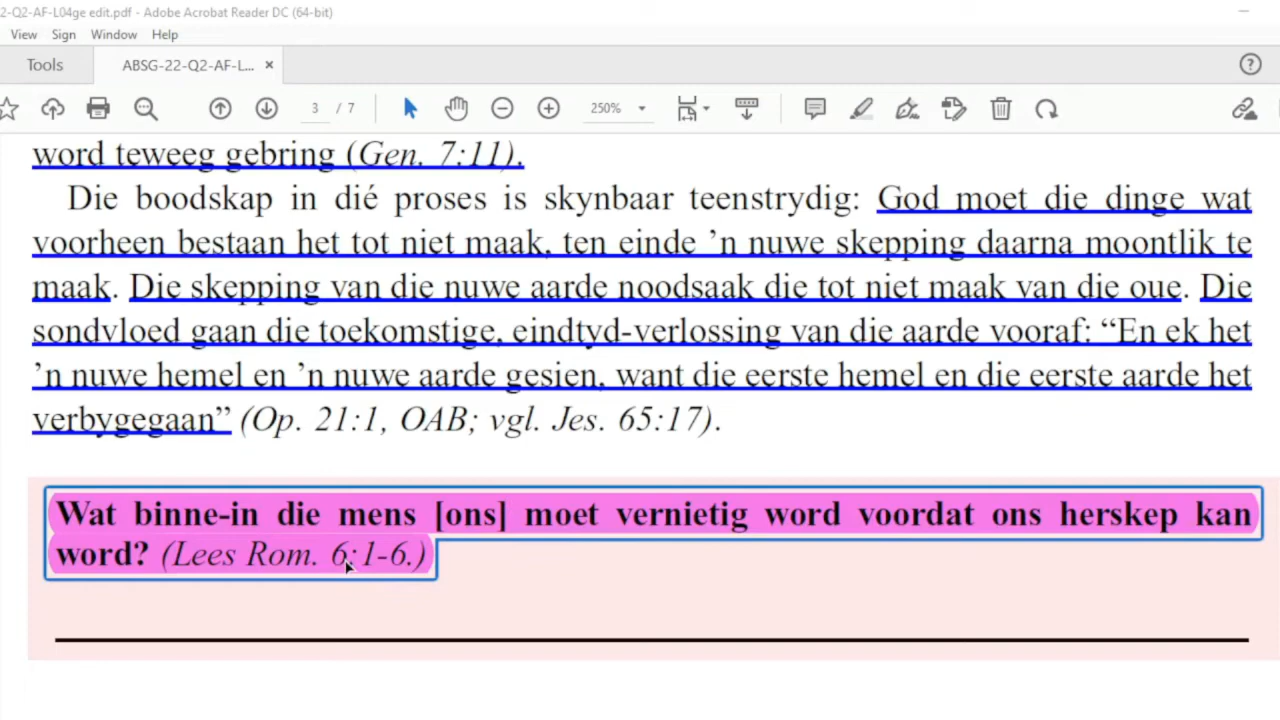 2-Q2-AF-L04ge edit.pdf - Adobe Acrobat Reader DC (64-bit)
View Sign Window Help
Tools ABSG-22-Q2-AF-L... ×
3 / 7 250%
word teweeg gebring (Gen. 7:11).
Die boodskap in dié proses is skynbaar teenstrydig: God moet die dinge wat
voorheen bestaan het tot niet maak, ten einde ’n nuwe skepping daarna moontlik te
maak. Die skepping van die nuwe aarde noodsaak die tot niet maak van die oue. Die
sondvloed gaan die toekomstige, eindtyd-verlossing van die aarde vooraf: “En ek het
’n nuwe hemel en ’n nuwe aarde gesien, want die eerste hemel en die eerste aarde het
verbygegaan” (Op. 21:1, OAB; vgl. Jes. 65:17).
Wat binne-in die mens [ons] moet vernietig word voordat ons herskep kan
word? (Lees Rom. 6:1-6.)